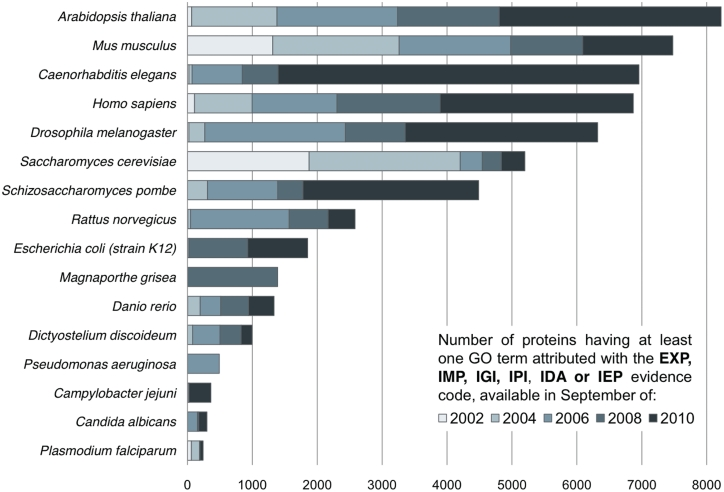 Arabidopsis thaliana
Mus musculus
Caenorhabditis elegans
Homo sapiens
Drosophila melanogaster
Saccharomyces cerevisiae
Schizosaccharomyces pombe
Rattus norvegicus
Escherichia coli (strain K12)
Magnaporthe grisea
Danio rerio
Dictyostelium discoideum
Pseudomonas aeruginosa
Campylobacter jejuni
Candida albicans
Plasmodium falciparum
Number of proteins having at least
one GO term attributed with the EXP,
IMP, IGI, IPI, IDA or IEP evidence
code, available in September of:
2002 2004 2006 2008 2010
0 1000 2000 3000 4000 5000 6000 7000 8000